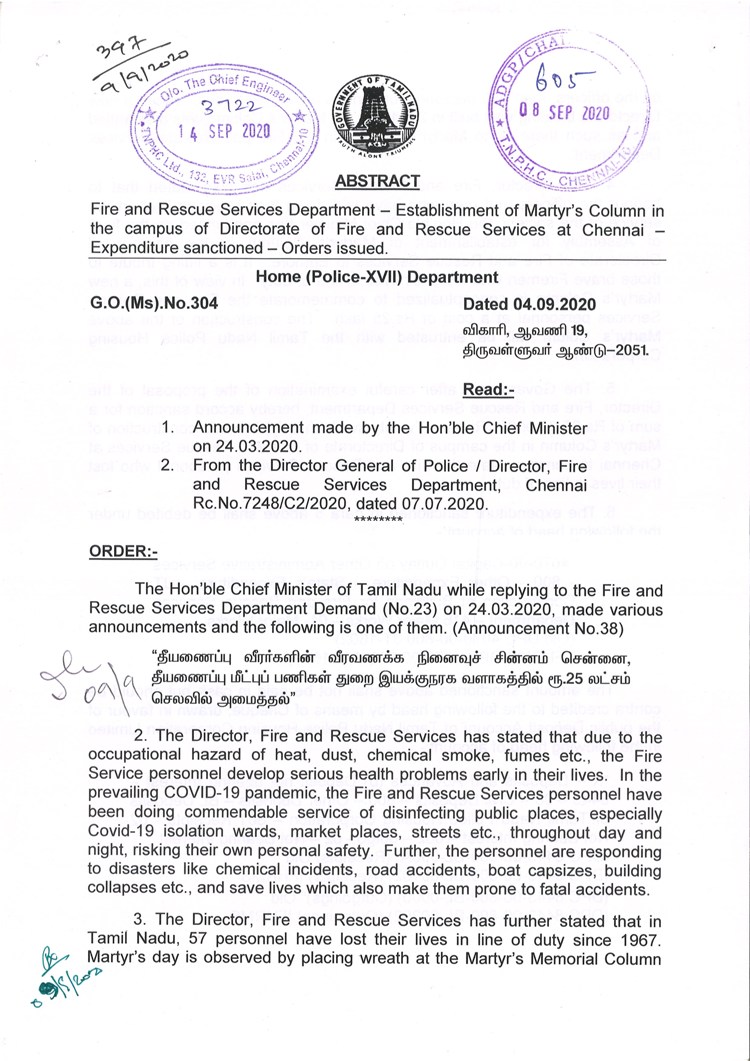 397
9/9/2020
O/o. The Chief Engineer
3722
14 SEP 2020
TNPHC Ltd., 132, EVR Salai, Chennai-10
GOVERNMENT OF TAMILNADU
TRUTH ALONE TRIUMPHS
ADGP/CHAI
605
08 SEP 2020
T.N.P.H.C., CHENNAI-10
ABSTRACT
Fire and Rescue Services Department – Establishment of Martyr's Column in
the campus of Directorate of Fire and Rescue Services at Chennai –
Expenditure sanctioned – Orders issued.
Home (Police-XVII) Department
G.O.(Ms).No.304
Dated 04.09.2020
விகாரி, ஆவணி 19,
திருவள்ளுவர் ஆண்டு–2051.
Read:-
1. Announcement made by the Hon'ble Chief Minister
on 24.03.2020.
2. From the Director General of Police / Director, Fire
and Rescue Services Department, Chennai
Rc.No.7248/C2/2020, dated 07.07.2020.
********
ORDER:-
The Hon'ble Chief Minister of Tamil Nadu while replying to the Fire and
Rescue Services Department Demand (No.23) on 24.03.2020, made various
announcements and the following is one of them. (Announcement No.38)
"தீயணைப்பு வீரர்களின் வீரவணக்க நினைவுச் சின்னம் சென்னை,
தீயணைப்பு மீட்புப் பணிகள் துறை இயக்குநரக வளாகத்தில் ரூ.25 லட்சம்
செலவில் அமைத்தல்"
09/9
2. The Director, Fire and Rescue Services has stated that due to the
occupational hazard of heat, dust, chemical smoke, fumes etc., the Fire
Service personnel develop serious health problems early in their lives. In the
prevailing COVID-19 pandemic, the Fire and Rescue Services personnel have
been doing commendable service of disinfecting public places, especially
Covid-19 isolation wards, market places, streets etc., throughout day and
night, risking their own personal safety. Further, the personnel are responding
to disasters like chemical incidents, road accidents, boat capsizes, building
collapses etc., and save lives which also make them prone to fatal accidents.
3. The Director, Fire and Rescue Services has further stated that in
Tamil Nadu, 57 personnel have lost their lives in line of duty since 1967.
Martyr's day is observed by placing wreath at the Martyr's Memorial Column